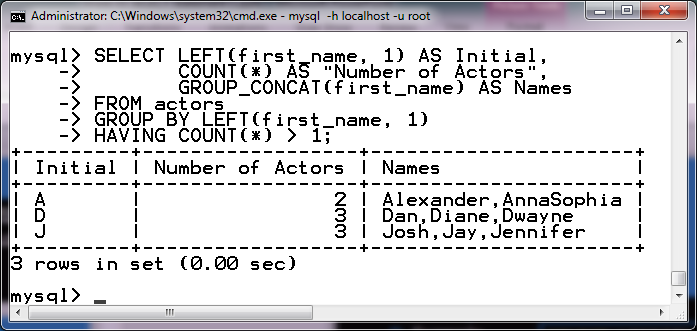 Administrator: C:\Windows\system32\cmd.exe - mysql  -h localhost -u root
mysql> SELECT LEFT(first_name, 1) AS Initial,
    ->        COUNT(*) AS "Number of Actors",
    ->        GROUP_CONCAT(first_name) AS Names
    -> FROM actors
    -> GROUP BY LEFT(first_name, 1)
    -> HAVING COUNT(*) > 1;
+---------+------------------+-----------------------+
| Initial | Number of Actors | Names                 |
+---------+------------------+-----------------------+
| A       |                2 | Alexander,AnnaSophia |
| D       |                3 | Dan,Diane,Dwayne      |
| J       |                3 | Josh,Jay,Jennifer     |
+---------+------------------+-----------------------+
3 rows in set (0.00 sec)
mysql> _